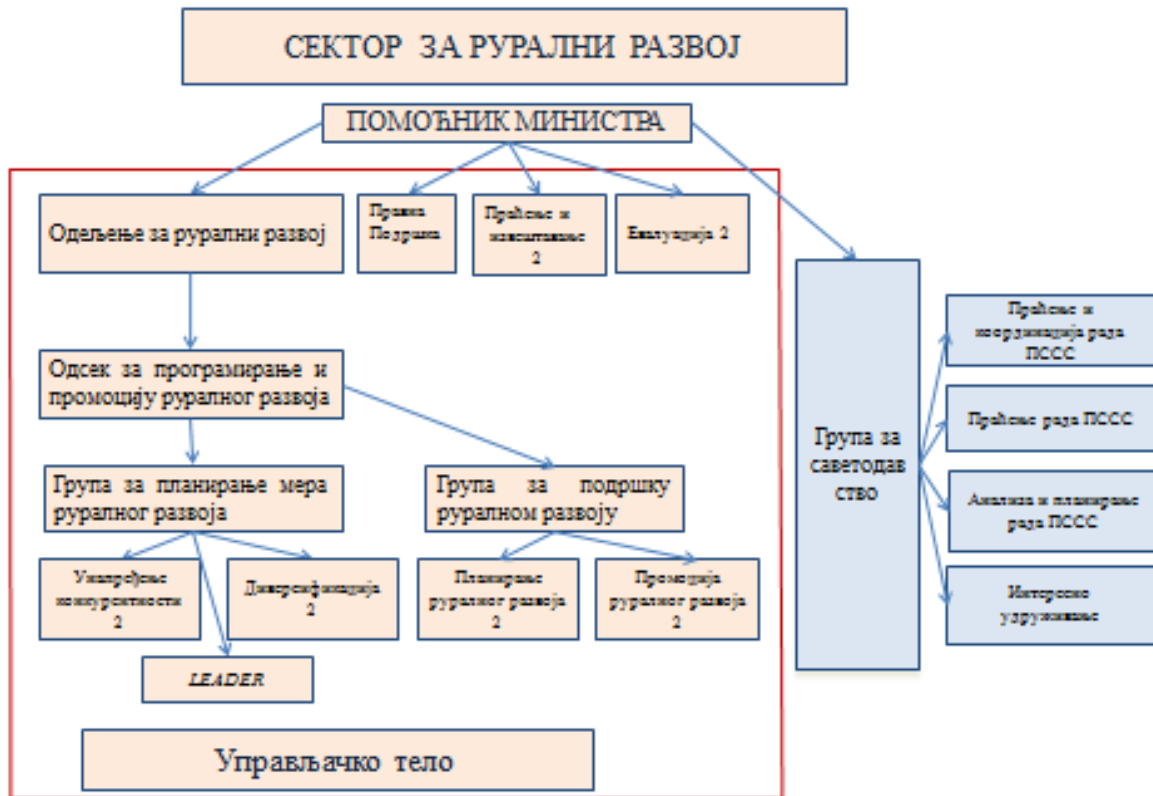 СЕКТОР ЗА РУРАЛНИ РАЗВОЈ
ПОМОЋНИК МИНИСТРА
Одељење за рурални развој
Правна
Подршка
Праћење и
извештавање
2
Евалуација 2
Одсек за програмирање и
промоцију руралног развоја
Група за планирање мера
руралног развоја
Група за подршку
руралном развоју
Унапређење
конкурентности
2
Диверсификација
2
Планирање
руралног развоја
2
Промоција
руралног развоја 2
LEADER
Управљачко тело
Група за
саветодав
ство
Праћење и
координација рада
ПССС
Праћење рада ПССС
Анализа и планирање
рада ПССС
Интересно
удруживање